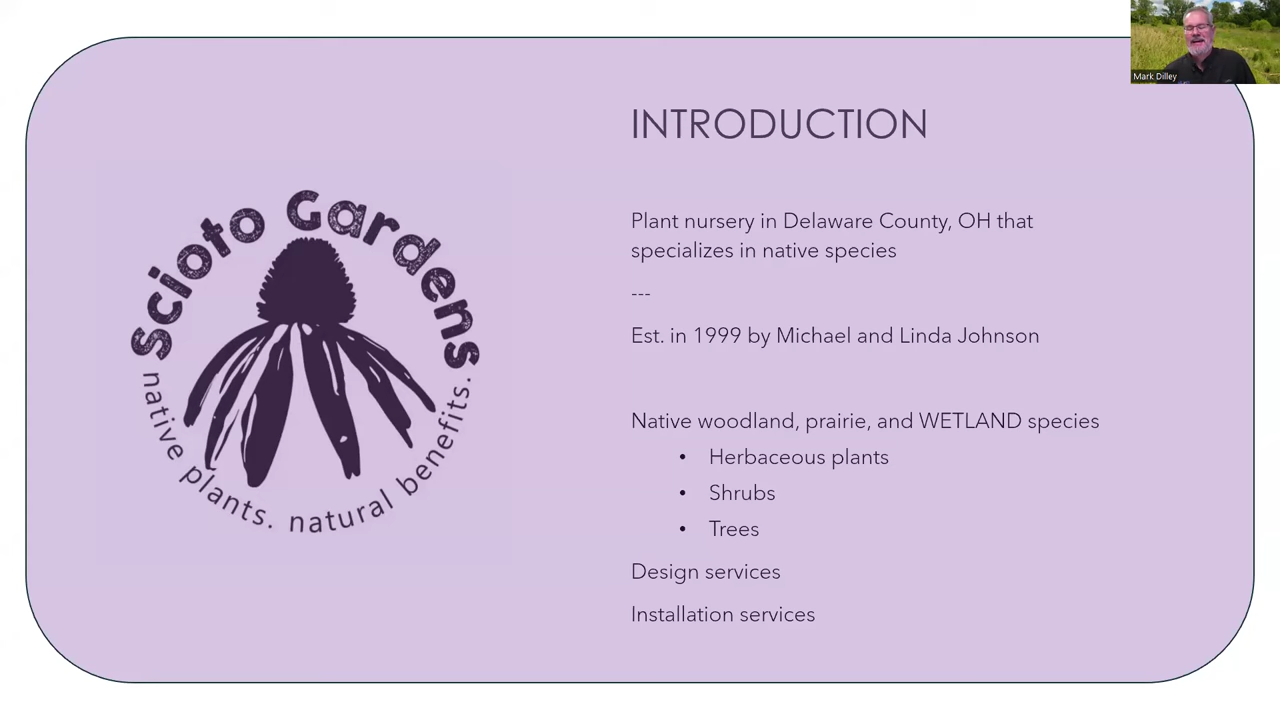 Mark Dilley
INTRODUCTION
Scioto Gardens
native plants. natural benefits.
Plant nursery in Delaware County, OH that
specializes in native species
---
Est. in 1999 by Michael and Linda Johnson
Native woodland, prairie, and WETLAND species
• Herbaceous plants
• Shrubs
• Trees
Design services
Installation services